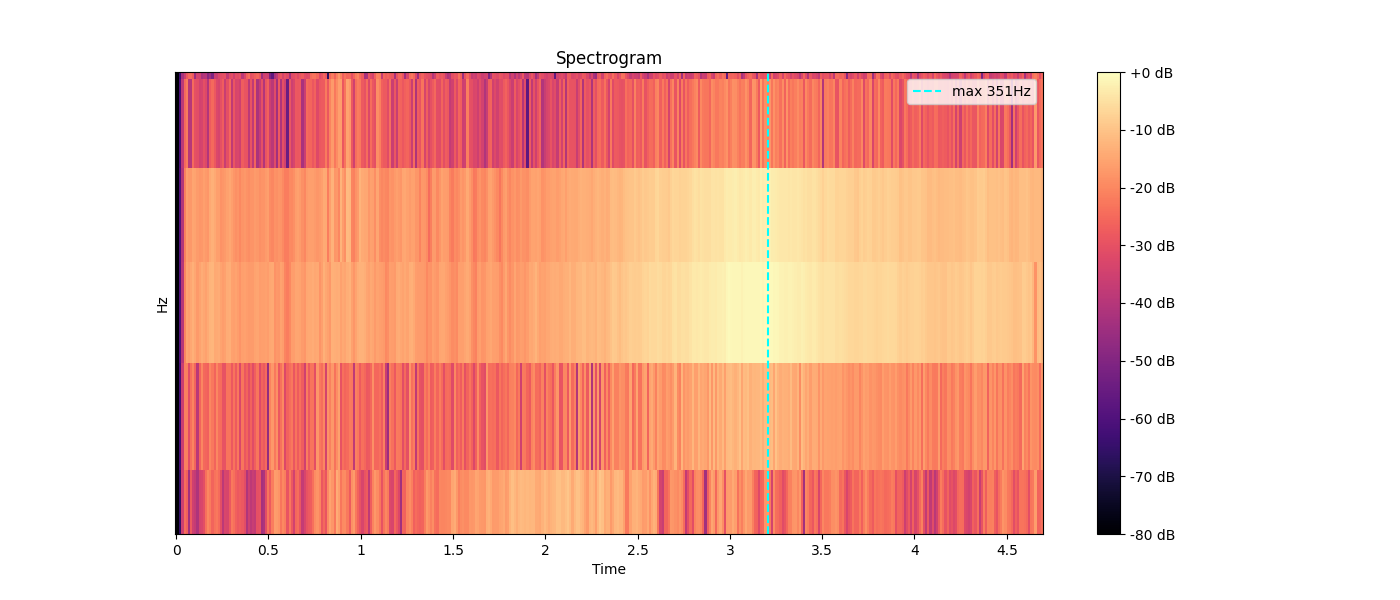 Spectrogram
max 351Hz
Hz
0 0.5 1 1.5 2 2.5 3 3.5 4 4.5
Time
+0 dB
-10 dB
-20 dB
-30 dB
-40 dB
-50 dB
-60 dB
-70 dB
-80 dB